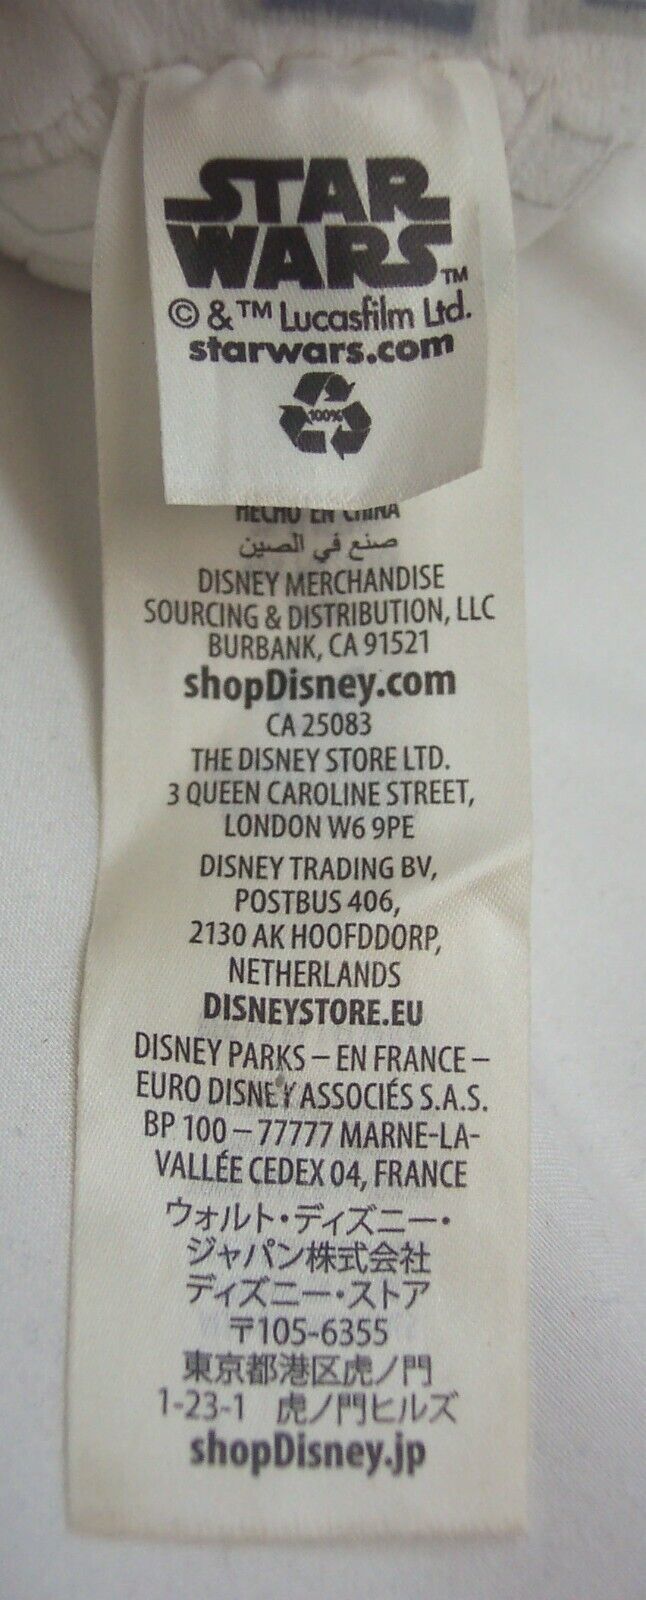 STAR
WARS™
© & ™ Lucasfilm Ltd.
starwars.com
100%
HECHO EN CHINA
صنع في الصين
DISNEY MERCHANDISE
SOURCING & DISTRIBUTION, LLC
BURBANK, CA 91521
shopDisney.com
CA 25083
THE DISNEY STORE LTD.
3 QUEEN CAROLINE STREET,
LONDON W6 9PE
DISNEY TRADING BV,
POSTBUS 406,
2130 AK HOOFDDORP,
NETHERLANDS
DISNEYSTORE.EU
DISNEY PARKS – EN FRANCE –
EURO DISNEY ASSOCIÉS S.A.S.
BP 100 – 77777 MARNE-LA-
VALLÉE CEDEX 04, FRANCE
ウォルト・ディズニー・
ジャパン株式会社
ディズニー・ストア
〒105-6355
東京都港区虎ノ門
1-23-1 虎ノ門ヒルズ
shopDisney.jp